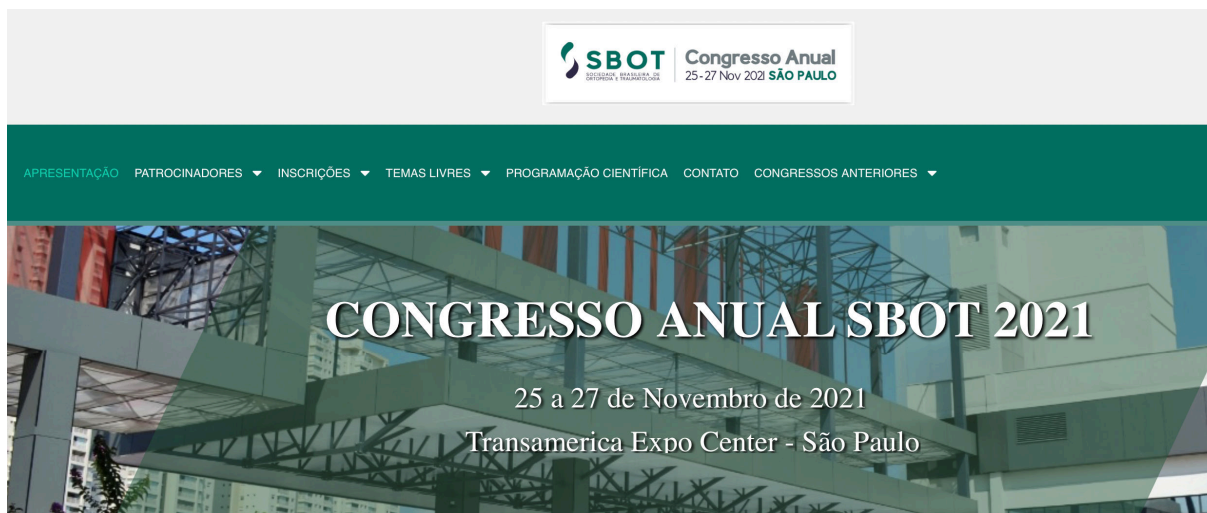 SBOT
SOCIEDADE BRASILEIRA DE
ORTOPEDIA E TRAUMATOLOGIA
Congresso Anual
25-27 Nov 2021 SÃO PAULO
APRESENTAÇÃO PATROCINADORES INSCRIÇÕES TEMAS LIVRES PROGRAMAÇÃO CIENTÍFICA CONTATO CONGRESSOS ANTERIORES
CONGRESSO ANUAL SBOT 2021
25 a 27 de Novembro de 2021
Transamerica Expo Center - São Paulo